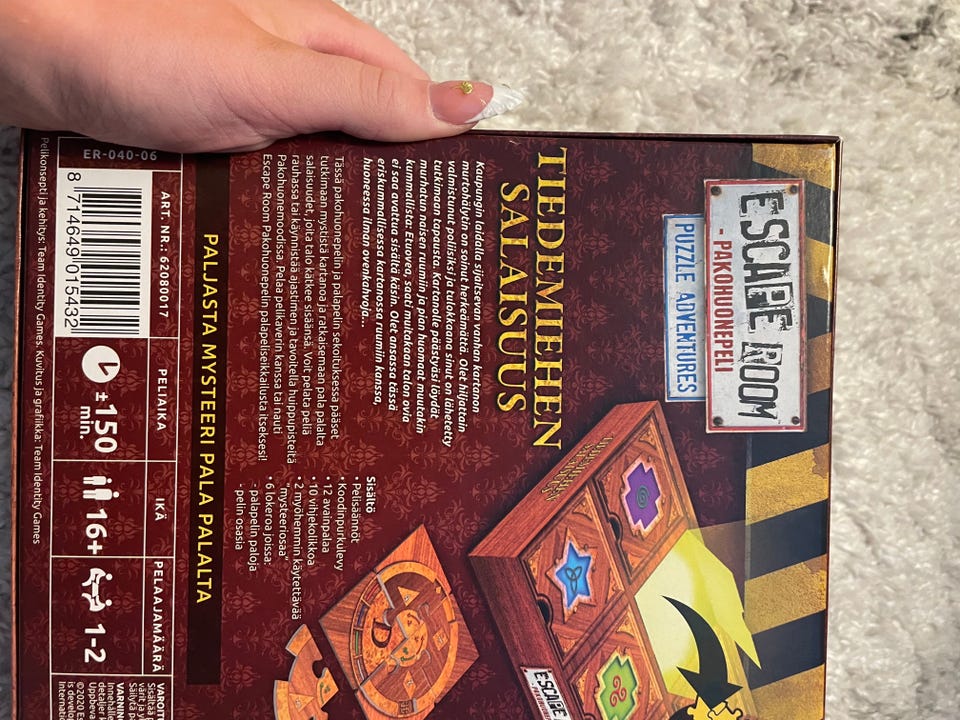 ESCAPE ROOM
- PAKOHUONEPELI
PUZZLE ADVENTURES
TIEDEMIEHEN
SALAISUUS
Kaupungin laidalla sijaitsevan vanhan kartanon
murtohälytin on soinut herkeämättä. Olet hiljattain
valmistunut poliisiksi ja tulokkaana sinut on lähetetty
tutkimaan tapausta. Kartanolle päästyäsi löydät
murhatun naisen ruumiin ja pian huomaat muutakin
kummallista: Etuovea, saati muitakaan talon ovia
ei saa avattua sisältä käsin. Olet ansassa tässä
eriskummallisessa kartanossa ruumiin kanssa,
huoneessa ilman ovenkahvoja...
Tässä pakohuonepelin ja palapelin sekoituksessa pääset
tutkimaan mystistä kartanoa ja ratkaisemaan pala palalta
salaisuudet, jotka talo kätkee sisäänsä. Voit pelata peliä
rauhassa tai käynnistää ajastimen ja tavoitella huippupisteitä
Pakohuonemoodissa. Pelaa pelikaverin kanssa tai nauti
Escape Room Pakohuonepelin palapeliseikkailusta itseksesi!
Sisältö
• Pelisäännöt
• Koodinpurkulevy
• 12 avainpalaa
• 10 vihjekolikkoa
• 2 myöhemmin käytettävää
"mysteeriosaa"
• 6 lokeroa joissa:
- palapelin paloja
- pelin osasia
ESCAPE
PALJASTA MYSTEERI PALA PALALTA
ER-040-06
ART. NR.: 62080017
8 714649 015432
PELIAIKA
± 150
min.
IKÄ
16+
PELAAJAMÄÄRÄ
1-2
Pelikonsepti ja kehitys: Team Identity Games. Kuvitus ja grafiikka: Team Identity Games